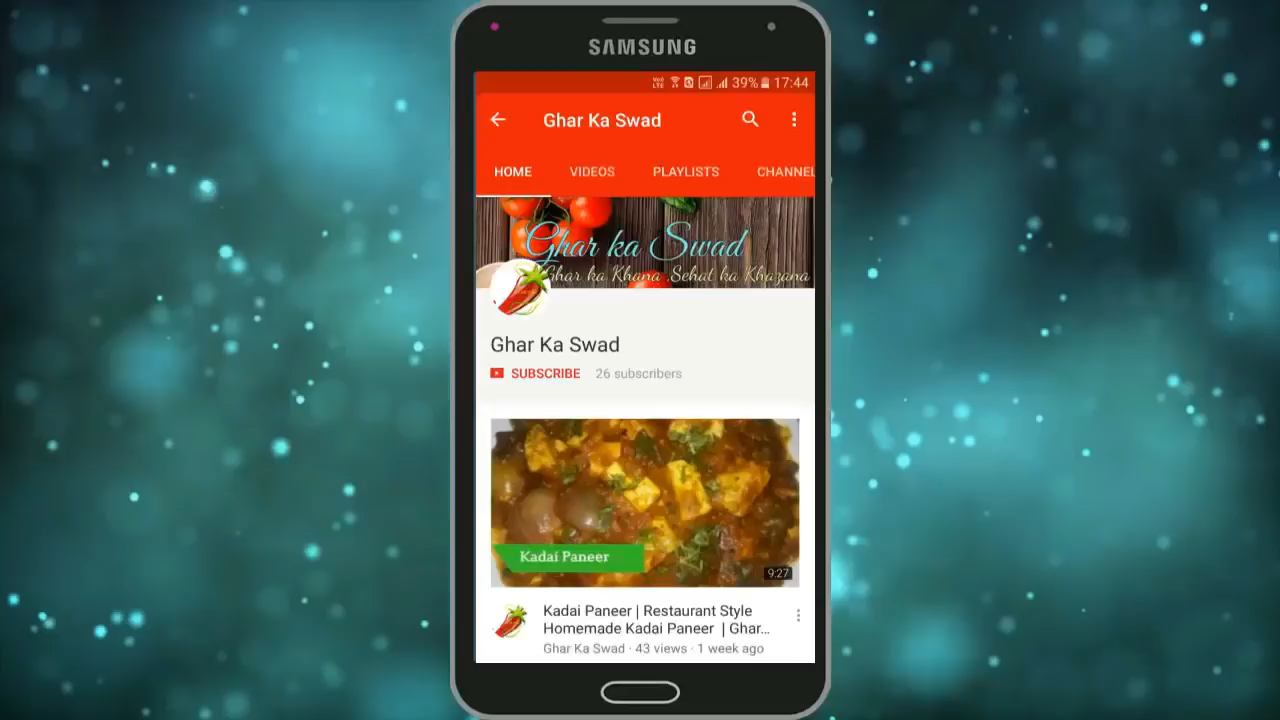 SAMSUNG
39% 17:44
Ghar Ka Swad
HOME VIDEOS PLAYLISTS CHANNEL
Ghar ka Swad
Ghar ka Khana Sehat ka Khazana
Ghar Ka Swad
SUBSCRIBE 26 subscribers
Kadai Paneer
9:27
Kadai Paneer | Restaurant Style
Homemade Kadai Paneer | Ghar...
Ghar Ka Swad · 43 views · 1 week ago